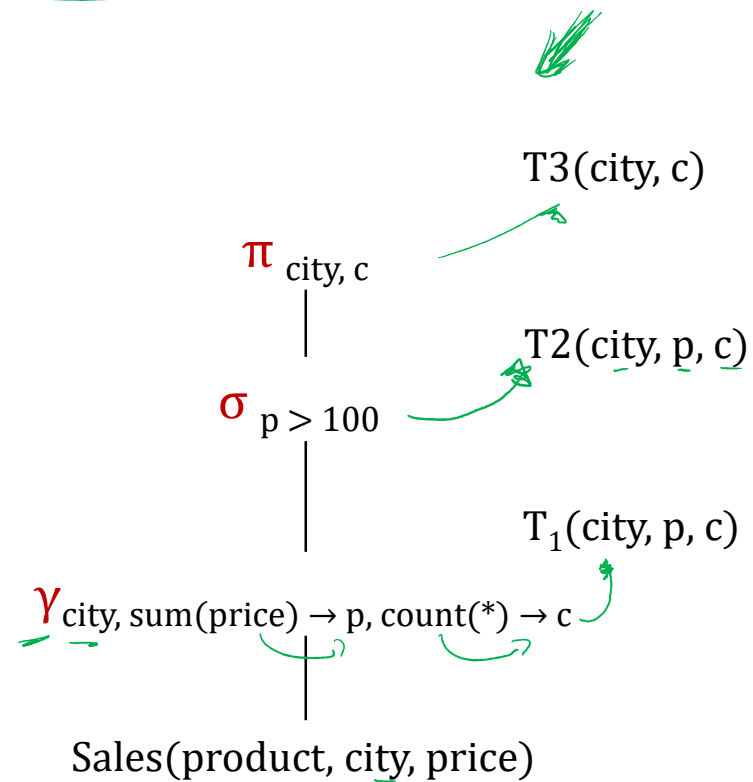 T3(city, c)
π city, c
T2(city, p, c)
σ p > 100
T₁(city, p, c)
γ city, sum(price) → p, count(*) → c
Sales(product, city, price)